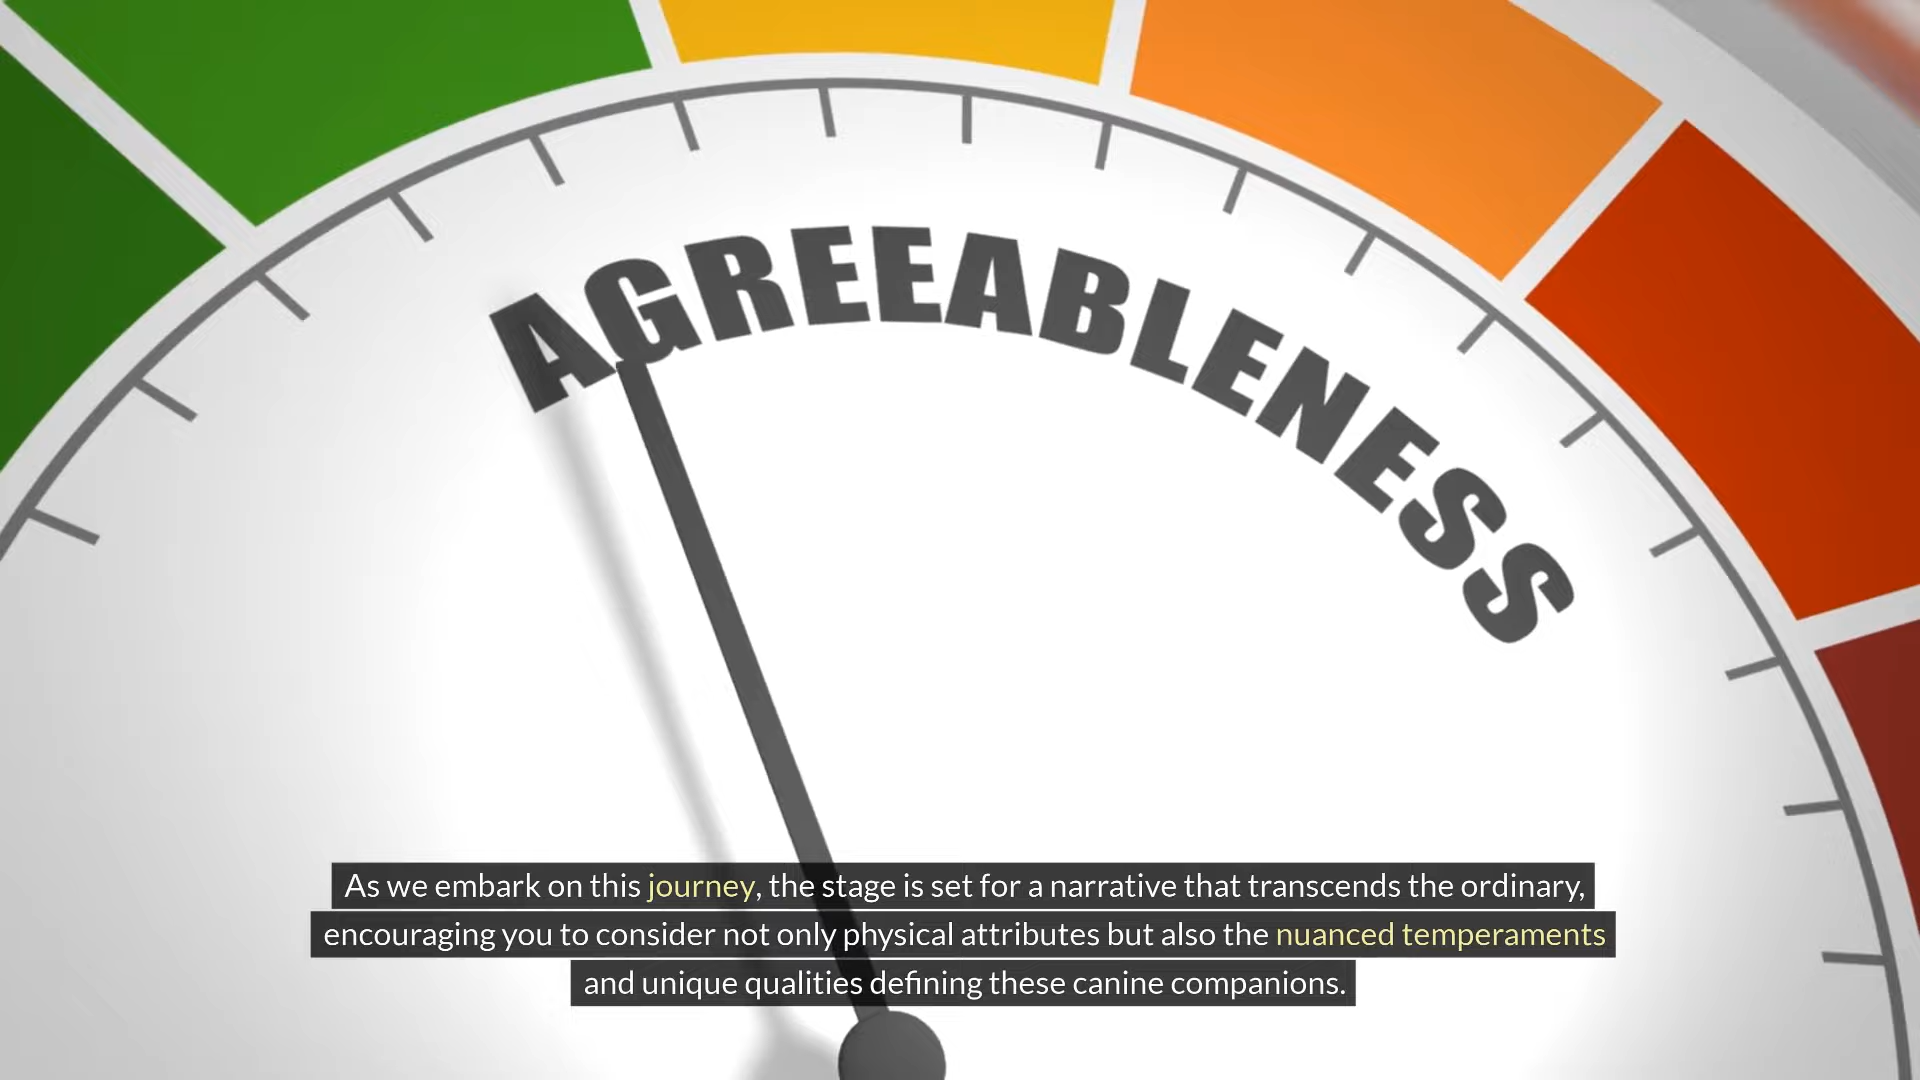 AGREEABLENESS
As we embark on this journey, the stage is set for a narrative that transcends the ordinary,
encouraging you to consider not only physical attributes but also the nuanced temperaments
and unique qualities defining these canine companions.